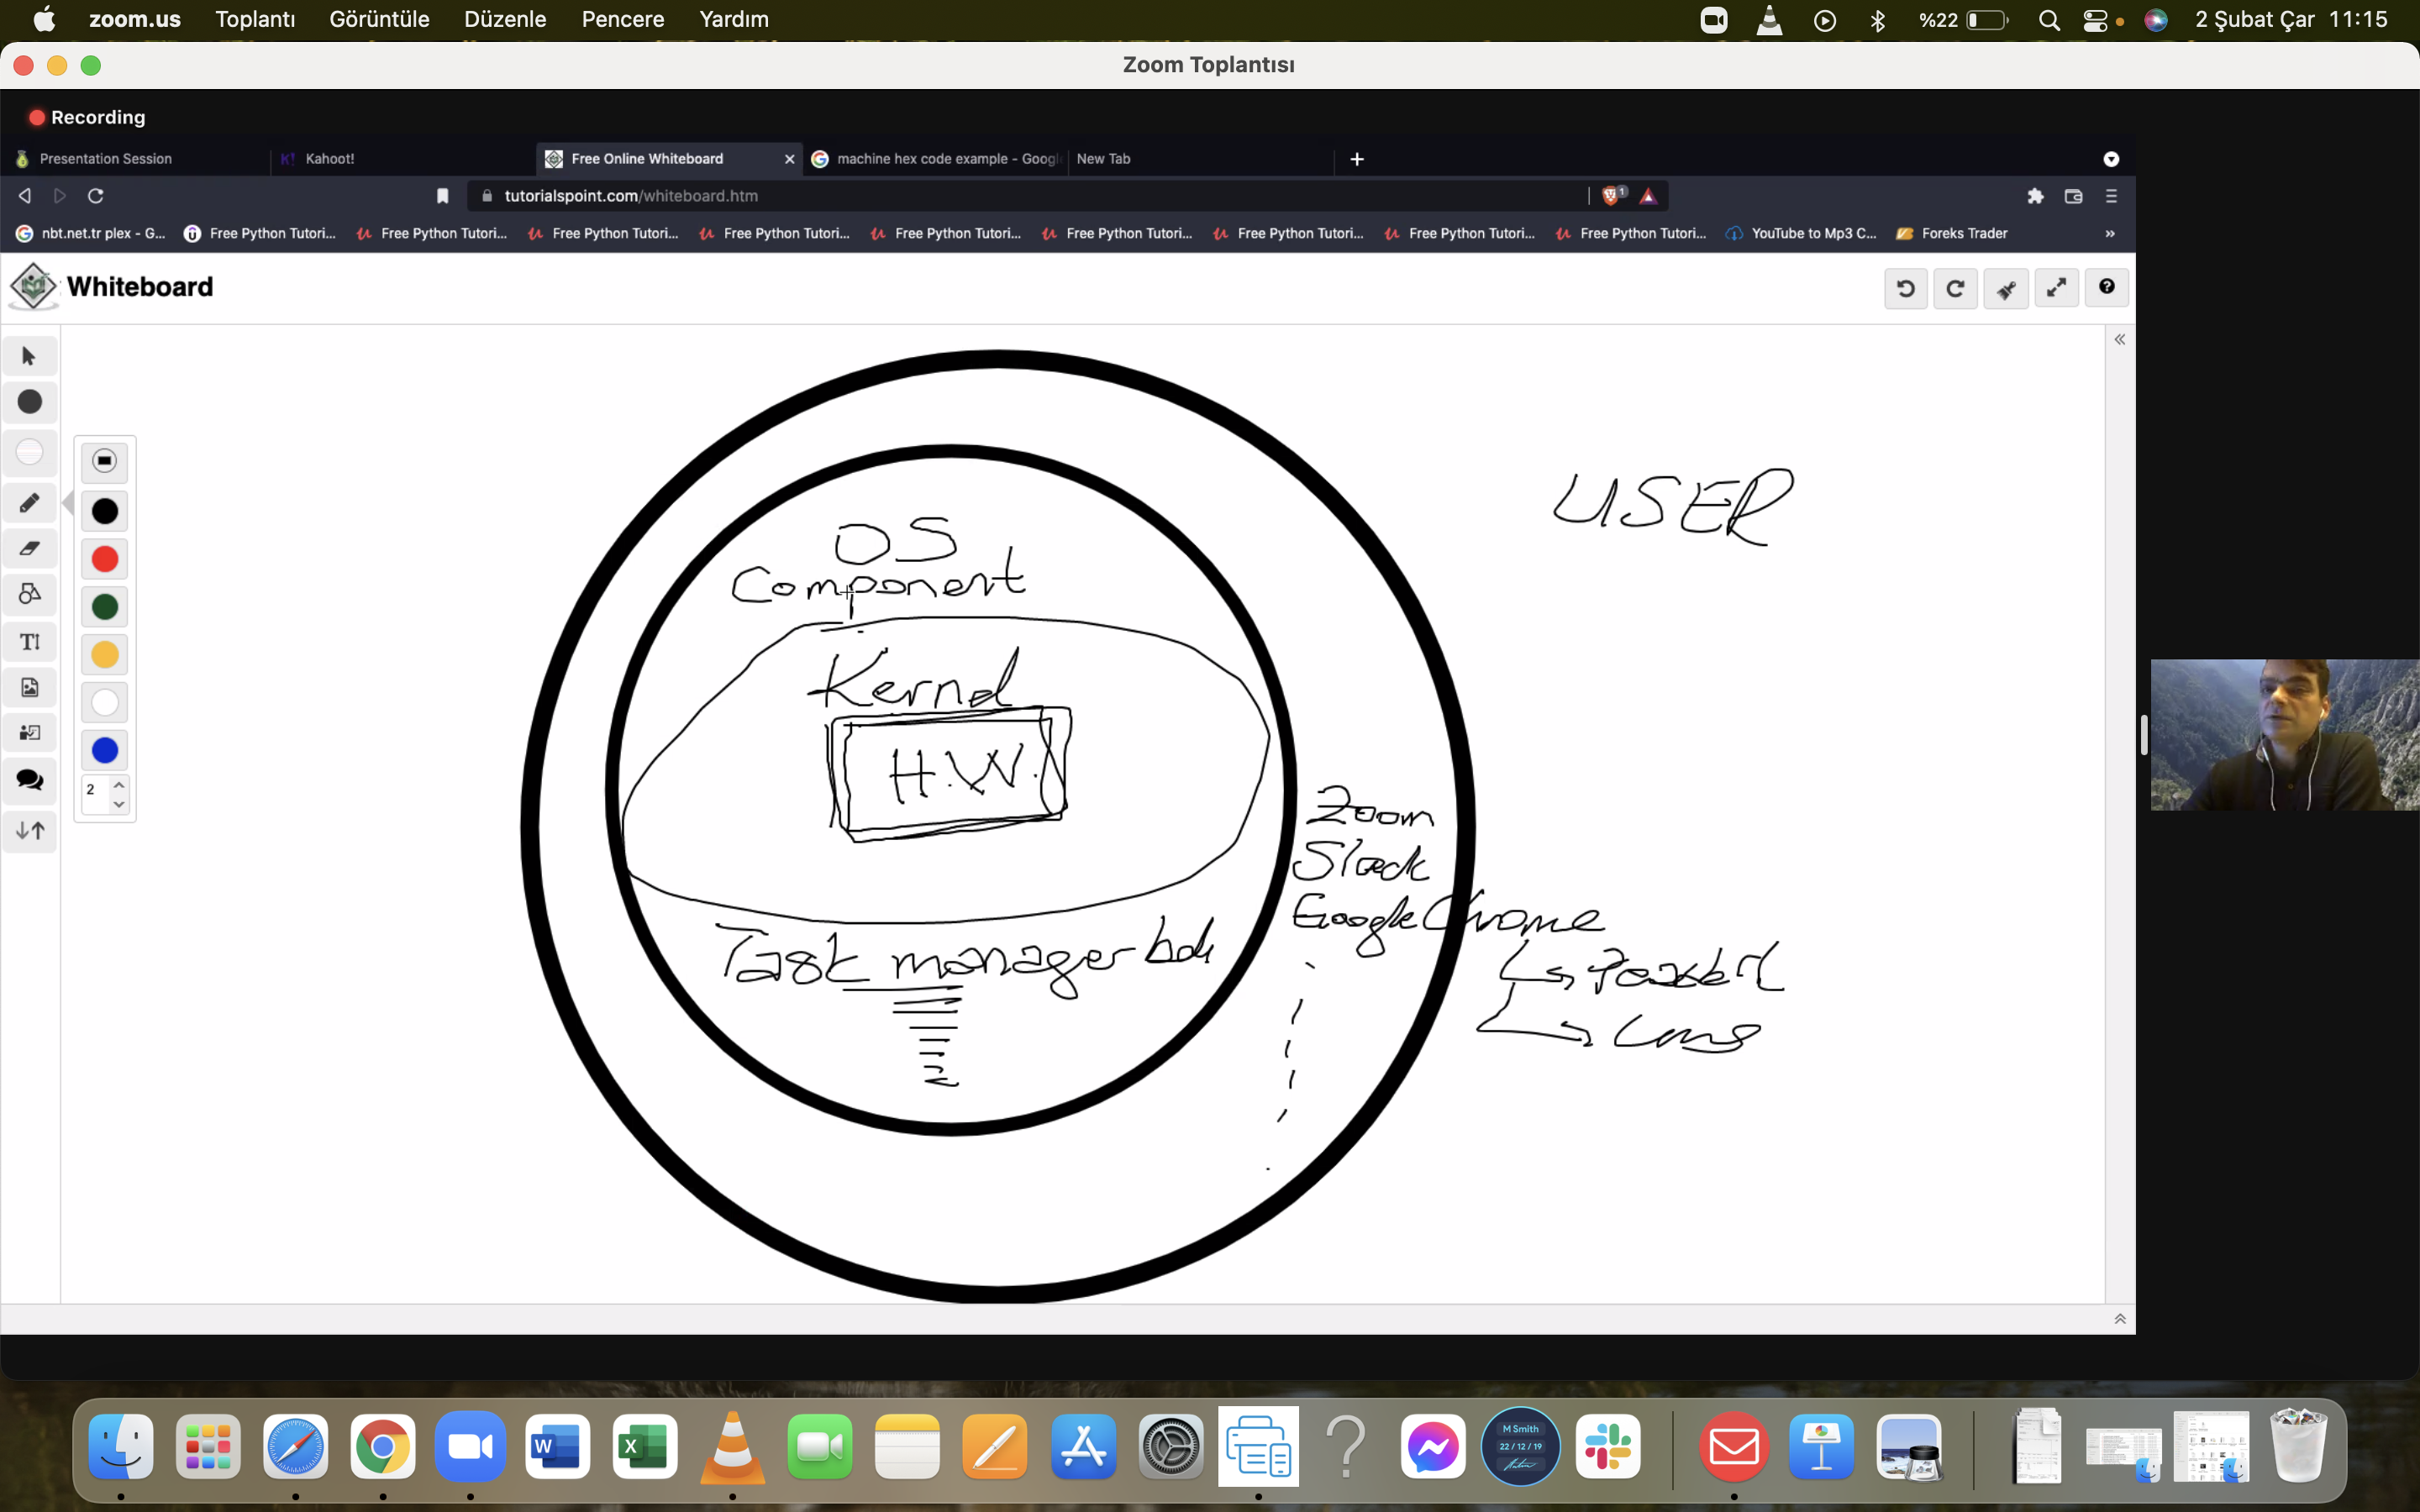 zoom.us Toplantı Görüntüle Düzenle Pencere Yardım %22 2 Şubat Çar 11:15
Zoom Toplantısı
Recording
Presentation Session K! Kahoot! Free Online Whiteboard machine hex code example - Googl New Tab
tutorialspoint.com/whiteboard.htm 1
nbt.net.tr plex - G... Free Python Tutori... Free Python Tutori... Free Python Tutori... Free Python Tutori... Free Python Tutori... Free Python Tutori... Free Python Tutori... Free Python Tutori... Free Python Tutori... YouTube to Mp3 C... Foreks Trader
Whiteboard
USER
OS
Component
Kernel
H.W.
Zoom
Slack
Google Chrome
Task manager
Lms
2
M Smith
22 / 12 / 19